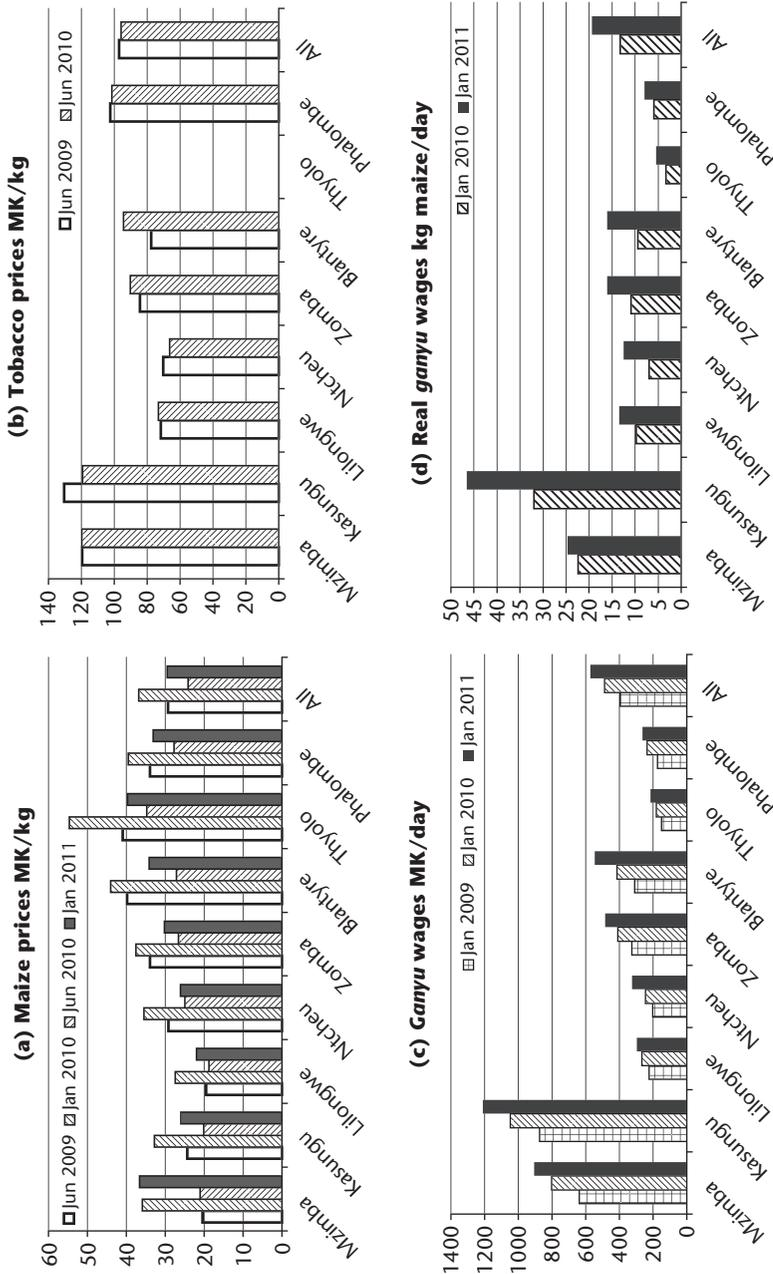 (a) Maize prices MK/kg
Jun 2009 Jan 2010 Jun 2010 Jan 2011
60
50
40
30
20
10
0
Mzimba
Kasungu
Lilongwe
Ntcheu
Zomba
Blantyre
Thyolo
Phalombe
All
(b) Tobacco prices MK/kg
Jun 2009 Jun 2010
140
120
100
80
60
40
20
0
Mzimba
Kasungu
Lilongwe
Ntcheu
Zomba
Blantyre
Thyolo
Phalombe
All
(c) Ganyu wages MK/day
Jan 2009 Jan 2010 Jan 2011
1400
1200
1000
800
600
400
200
0
Mzimba
Kasungu
Lilongwe
Ntcheu
Zomba
Blantyre
Thyolo
Phalombe
All
(d) Real ganyu wages kg maize/day
Jan 2010 Jan 2011
50
45
40
35
30
25
20
15
10
5
0
Mzimba
Kasungu
Lilongwe
Ntcheu
Zomba
Blantyre
Thyolo
Phalombe
All